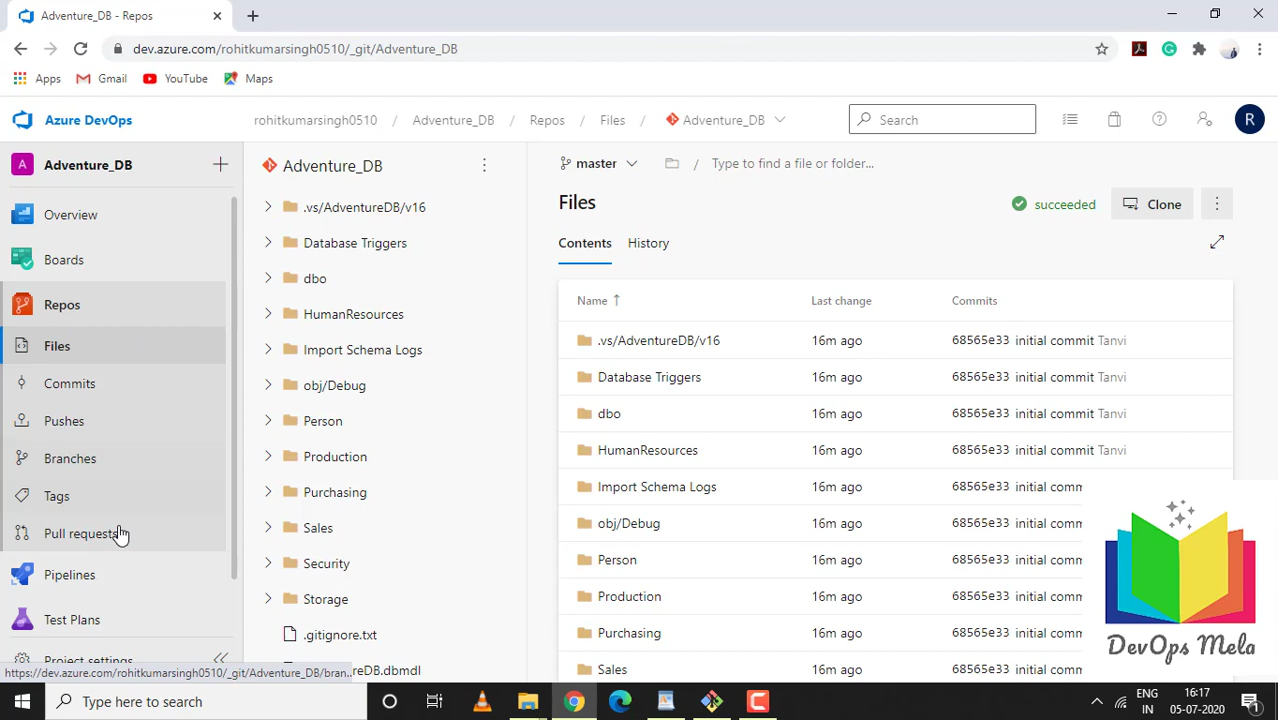 Adventure_DB - Repos
dev.azure.com/rohitkumarsingh0510/_git/Adventure_DB
Apps
Gmail
YouTube
Maps
Azure DevOps
rohitkumarsingh0510 / Adventure_DB / Repos / Files / Adventure_DB
Search
R
A
Adventure_DB
Overview
Boards
Repos
Files
Commits
Pushes
Branches
Tags
Pull requests
Pipelines
Test Plans
Project settings
https://dev.azure.com/rohitkumarsingh0510/_git/Adventure_DB/bran...
Adventure_DB
.vs/AdventureDB/v16
Database Triggers
dbo
HumanResources
Import Schema Logs
obj/Debug
Person
Production
Purchasing
Sales
Security
Storage
.gitignore.txt
reDB.dbmdl
master
/ Type to find a file or folder...
Files
succeeded
Clone
Contents
History
Name ↑ Last change Commits
.vs/AdventureDB/v16 16m ago 68565e33 initial commit Tanvi
Database Triggers 16m ago 68565e33 initial commit Tanvi
dbo 16m ago 68565e33 initial commit Tanvi
HumanResources 16m ago 68565e33 initial commit Tanvi
Import Schema Logs 16m ago 68565e33 initial comm
obj/Debug 16m ago 68565e33 initial comm
Person 16m ago 68565e33 initial comm
Production 16m ago 68565e33 initial comm
Purchasing 16m ago 68565e33 initial comm
Sales 16m ago 68565e33 initial comm
DevOps Mela
Type here to search
ENG
IN
16:17
05-07-2020
1